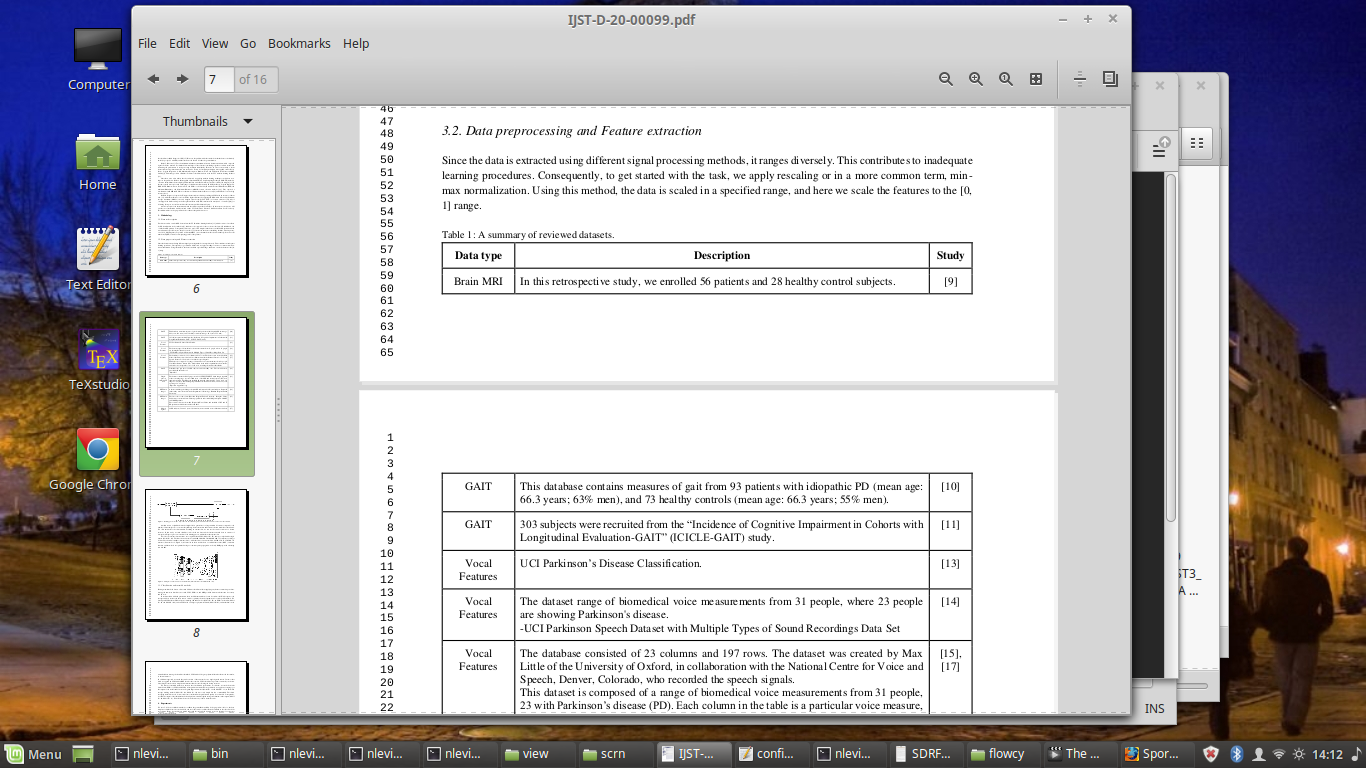 IJST-D-20-00099.pdf
File Edit View Go Bookmarks Help
7 of 16
Thumbnails
6
7
8
Computer
Home
Text Editor
TeXstudio
Google Chron
46
47
48 3.2. Data preprocessing and Feature extraction
49
50 Since the data is extracted using different signal processing methods, it ranges diversely. This contributes to inadequate
51 learning procedures. Consequently, to get started with the task, we apply rescaling or in a more common term, min-
52 max normalization. Using this method, the data is scaled in a specified range, and here we scale the features to the [0,
53
54 1] range.
55
56 Table 1: A summary of reviewed datasets.
57 Data type Description Study
58
59 Brain MRI In this retrospective study, we enrolled 56 patients and 28 healthy control subjects. [9]
60
61
62
63
64
65
1
2
3
4
5 GAIT This database contains measures of gait from 93 patients with idiopathic PD (mean age: [10]
6 66.3 years; 63% men), and 73 healthy controls (mean age: 66.3 years; 55% men).
7
8 GAIT 303 subjects were recruited from the “Incidence of Cognitive Impairment in Cohorts with [11]
9 Longitudinal Evaluation-GAIT” (ICICLE-GAIT) study.
10
11 Vocal UCI Parkinson’s Disease Classification. [13]
12 Features
13
14 Vocal The dataset range of biomedical voice measurements from 31 people, where 23 people [14]
15 Features are showing Parkinson's disease.
16 -UCI Parkinson Speech Dataset with Multiple Types of Sound Recordings Data Set
17
18 Vocal The database consisted of 23 columns and 197 rows. The dataset was created by Max [15],
19 Features Little of the University of Oxford, in collaboration with the National Centre for Voice and [17]
20 Speech, Denver, Colorado, who recorded the speech signals.
21 This dataset is composed of a range of biomedical voice measurements from 31 people,
22 23 with Parkinson’s disease (PD). Each column in the table is a particular voice measure,
ST3_
A ...
INS
Menu nlevi... bin nlevi... nlevi... nlevi... view scrn IJST-... confi... nlevi... SDRF... flowcy The ... Spor... 14:12